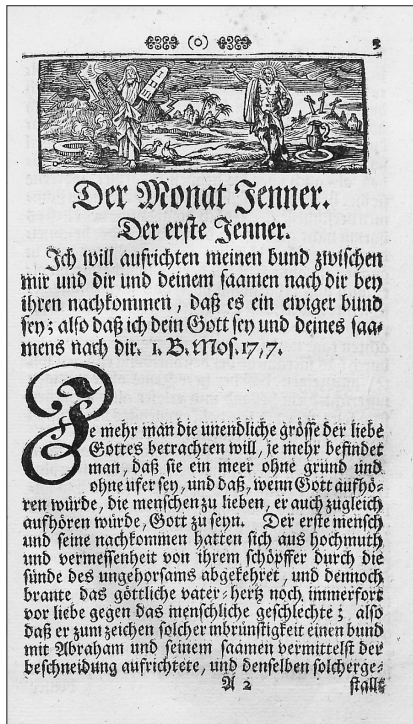 (0) 3
Der Monat Jenner.
Der erste Jenner.
Ich will aufrichten meinen bund zwischen
mir und dir und deinem saamen nach dir bey
ihren nachkommen, daß es ein ewiger bund
sey; also daß ich dein Gott sey und deines saa-
mens nach dir. 1. B. Mos. 17, 7.
Je mehr man die unendliche grösse der liebe
Gottes betrachten will, je mehr befindet
man, daß sie ein meer ohne grund und
ohne ufer sey, und daß, wenn Gott aufhö-
ren würde, die menschen zu lieben, er auch zugleich
aufhören würde, Gott zu seyn. Der erste mensch
und seine nachkommen hatten sich aus hochmuth
und vermessenheit von ihrem schöpffer durch die
sünde des ungehorsams abgekehret, und dennoch
brante das göttliche vater-hertz noch immerfort
vor liebe gegen das menschliche geschlechte; also
daß er zum zeichen solcher inbrünstigkeit einen bund
mit Abraham und seinem saamen vermittelst der
beschneidung aufrichtete, und denselben solcherge-
A 2 stallt